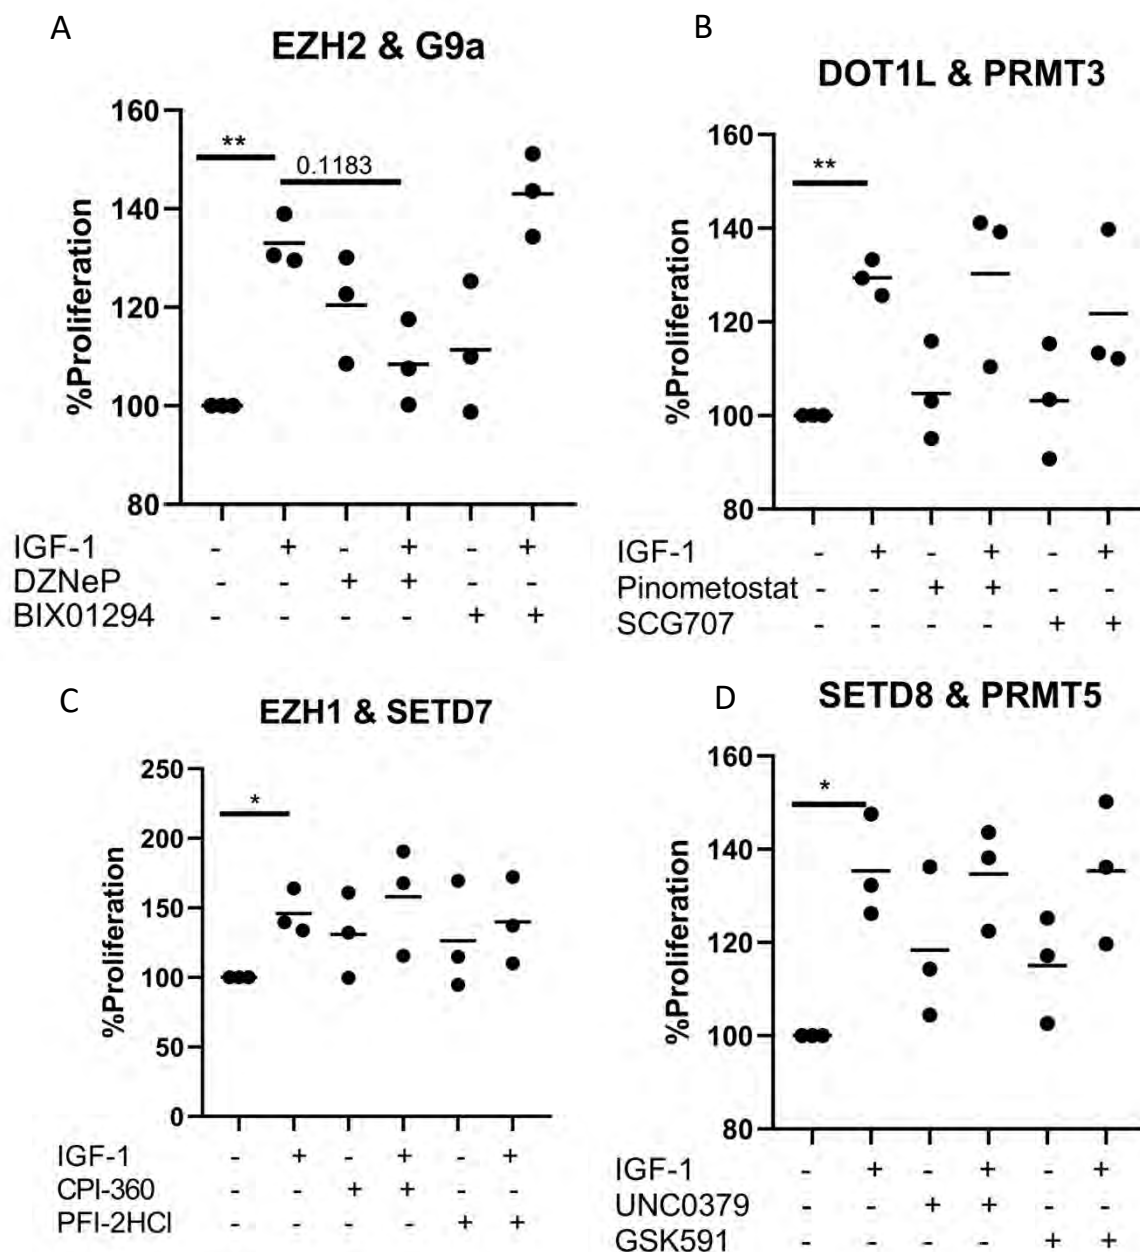 A
EZH2 & G9a
%Proliferation
160
140
120
100
80
**
0.1183
IGF-1 - + - + - +
DZNeP - - + + - -
BIX01294 - - - - + +
B
DOT1L & PRMT3
%Proliferation
160
140
120
100
80
**
IGF-1 - + - + - +
Pinometostat - - + + - -
SCG707 - - - - + +
C
EZH1 & SETD7
%Proliferation
250
200
150
100
50
0
*
IGF-1 - + - + - +
CPI-360 - - + + - -
PFI-2HCl - - - - + +
D
SETD8 & PRMT5
%Proliferation
160
140
120
100
80
*
IGF-1 - + - + - +
UNC0379 - - + + - -
GSK591 - - - - + +